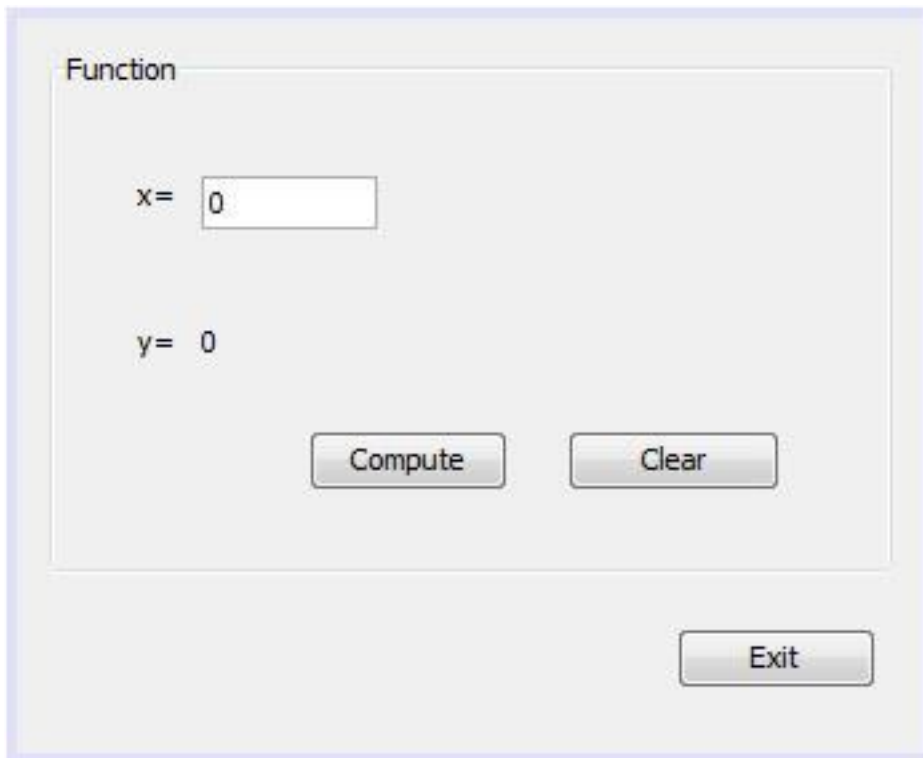 Function
x= 0
y= 0
Compute Clear
Exit